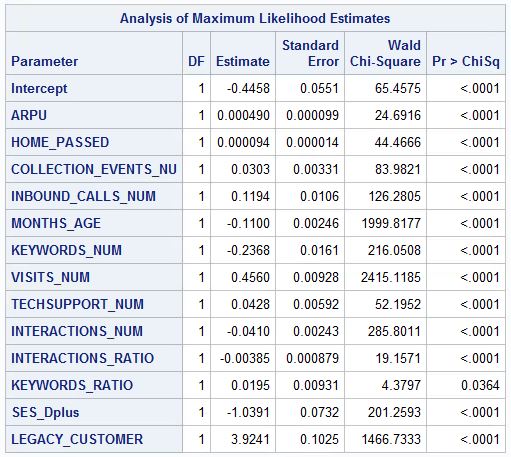 Analysis of Maximum Likelihood Estimates
Parameter DF Estimate Standard Error Wald Chi-Square Pr > ChiSq
Intercept 1 -0.4458 0.0551 65.4575 <.0001
ARPU 1 0.000490 0.000099 24.6916 <.0001
HOME_PASSED 1 0.000094 0.000014 44.4666 <.0001
COLLECTION_EVENTS_NU 1 0.0303 0.00331 83.9821 <.0001
INBOUND_CALLS_NUM 1 0.1194 0.0106 126.2805 <.0001
MONTHS_AGE 1 -0.1100 0.00246 1999.8177 <.0001
KEYWORDS_NUM 1 -0.2368 0.0161 216.0508 <.0001
VISITS_NUM 1 0.4560 0.00928 2415.1185 <.0001
TECHSUPPORT_NUM 1 0.0428 0.00592 52.1952 <.0001
INTERACTIONS_NUM 1 -0.0410 0.00243 285.8011 <.0001
INTERACTIONS_RATIO 1 -0.00385 0.000879 19.1571 <.0001
KEYWORDS_RATIO 1 0.0195 0.00931 4.3797 0.0364
SES_Dplus 1 -1.0391 0.0732 201.2593 <.0001
LEGACY_CUSTOMER 1 3.9241 0.1025 1466.7333 <.0001